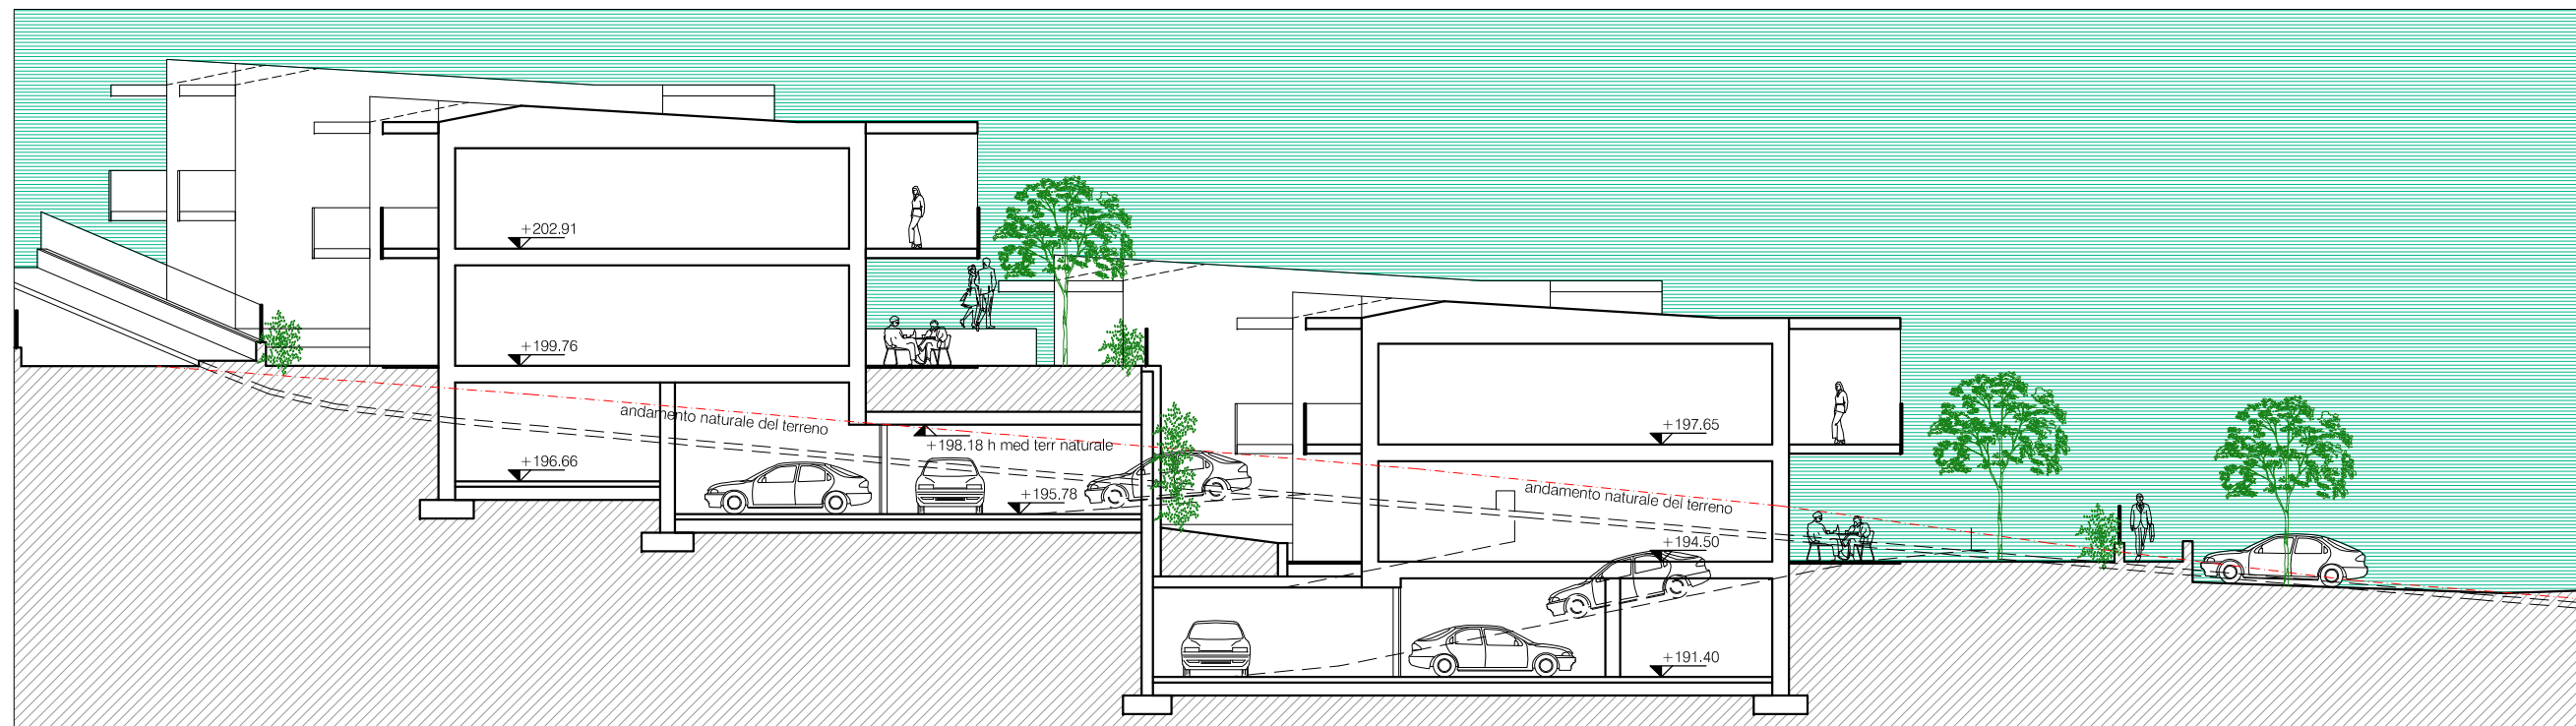 +202.91
+199.76
andamento naturale del terreno
+197.65
+198.18 h med terr naturale
+196.66
+195.78
andamento naturale del terreno
+194.50
+191.40